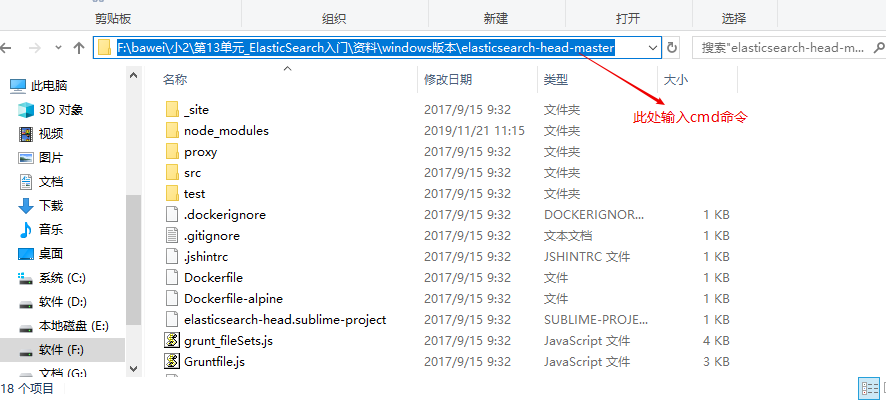 剪贴板 组织 新建 打开 选择
F:\bawei\小2\第13单元_ElasticSearch入门\资料\windows版本\elasticsearch-head-master 搜索"elasticsearch-head-m...
名称 修改日期 类型 大小
此处输入cmd命令
此电脑
3D 对象
视频
图片
文档
下载
音乐
桌面
系统 (C:)
软件 (D:)
本地磁盘 (E:)
软件 (F:)
文档 (G:)
_site 2017/9/15 9:32 文件夹
node_modules 2019/11/21 11:15 文件夹
proxy 2017/9/15 9:32 文件夹
src 2017/9/15 9:32 文件夹
test 2017/9/15 9:32 文件夹
.dockerignore 2017/9/15 9:32 DOCKERIGNOR... 1 KB
.gitignore 2017/9/15 9:32 文本文档 1 KB
.jshintrc 2017/9/15 9:32 JSHINTRC 文件 1 KB
Dockerfile 2017/9/15 9:32 文件 1 KB
Dockerfile-alpine 2017/9/15 9:32 文件 1 KB
elasticsearch-head.sublime-project 2017/9/15 9:32 SUBLIME-PROJE... 1 KB
grunt_fileSets.js 2017/9/15 9:32 JavaScript 文件 4 KB
Gruntfile.js 2017/9/15 9:32 JavaScript 文件 3 KB
18 个项目